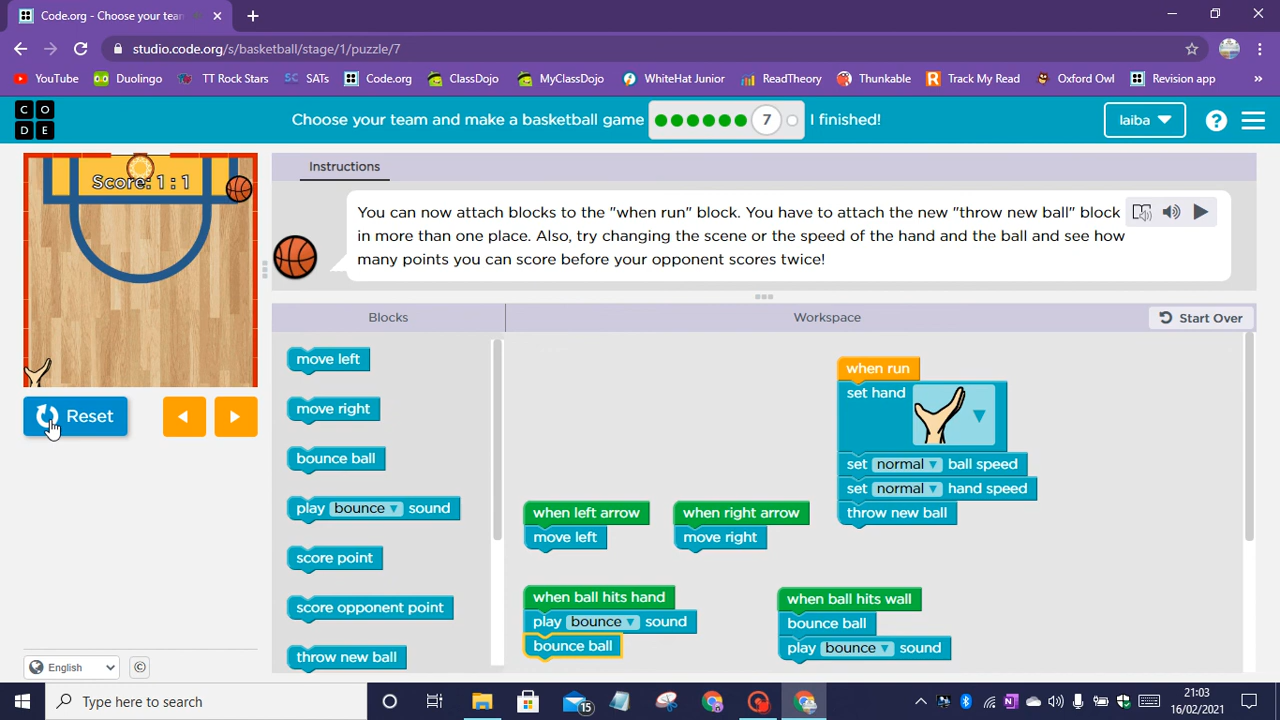 Code.org - Choose your team
studio.code.org/s/basketball/stage/1/puzzle/7
YouTube
Duolingo
TT Rock Stars
SC SATs
Code.org
ClassDojo
MyClassDojo
WhiteHat Junior
ReadTheory
Thunkable
R Track My Read
Oxford Owl
Revision app
»
C O
D E
Choose your team and make a basketball game
7
I finished!
laiba
?
Score: 1 : 1
Reset
Instructions
You can now attach blocks to the "when run" block. You have to attach the new "throw new ball" block
in more than one place. Also, try changing the scene or the speed of the hand and the ball and see how
many points you can score before your opponent scores twice!
Blocks
Workspace
Start Over
move left
move right
bounce ball
play bounce sound
score point
score opponent point
throw new ball
when run
set hand
set normal ball speed
set normal hand speed
throw new ball
when left arrow
move left
when right arrow
move right
when ball hits hand
play bounce sound
bounce ball
when ball hits wall
bounce ball
play bounce sound
English
©
Type here to search
15
21:03
16/02/2021